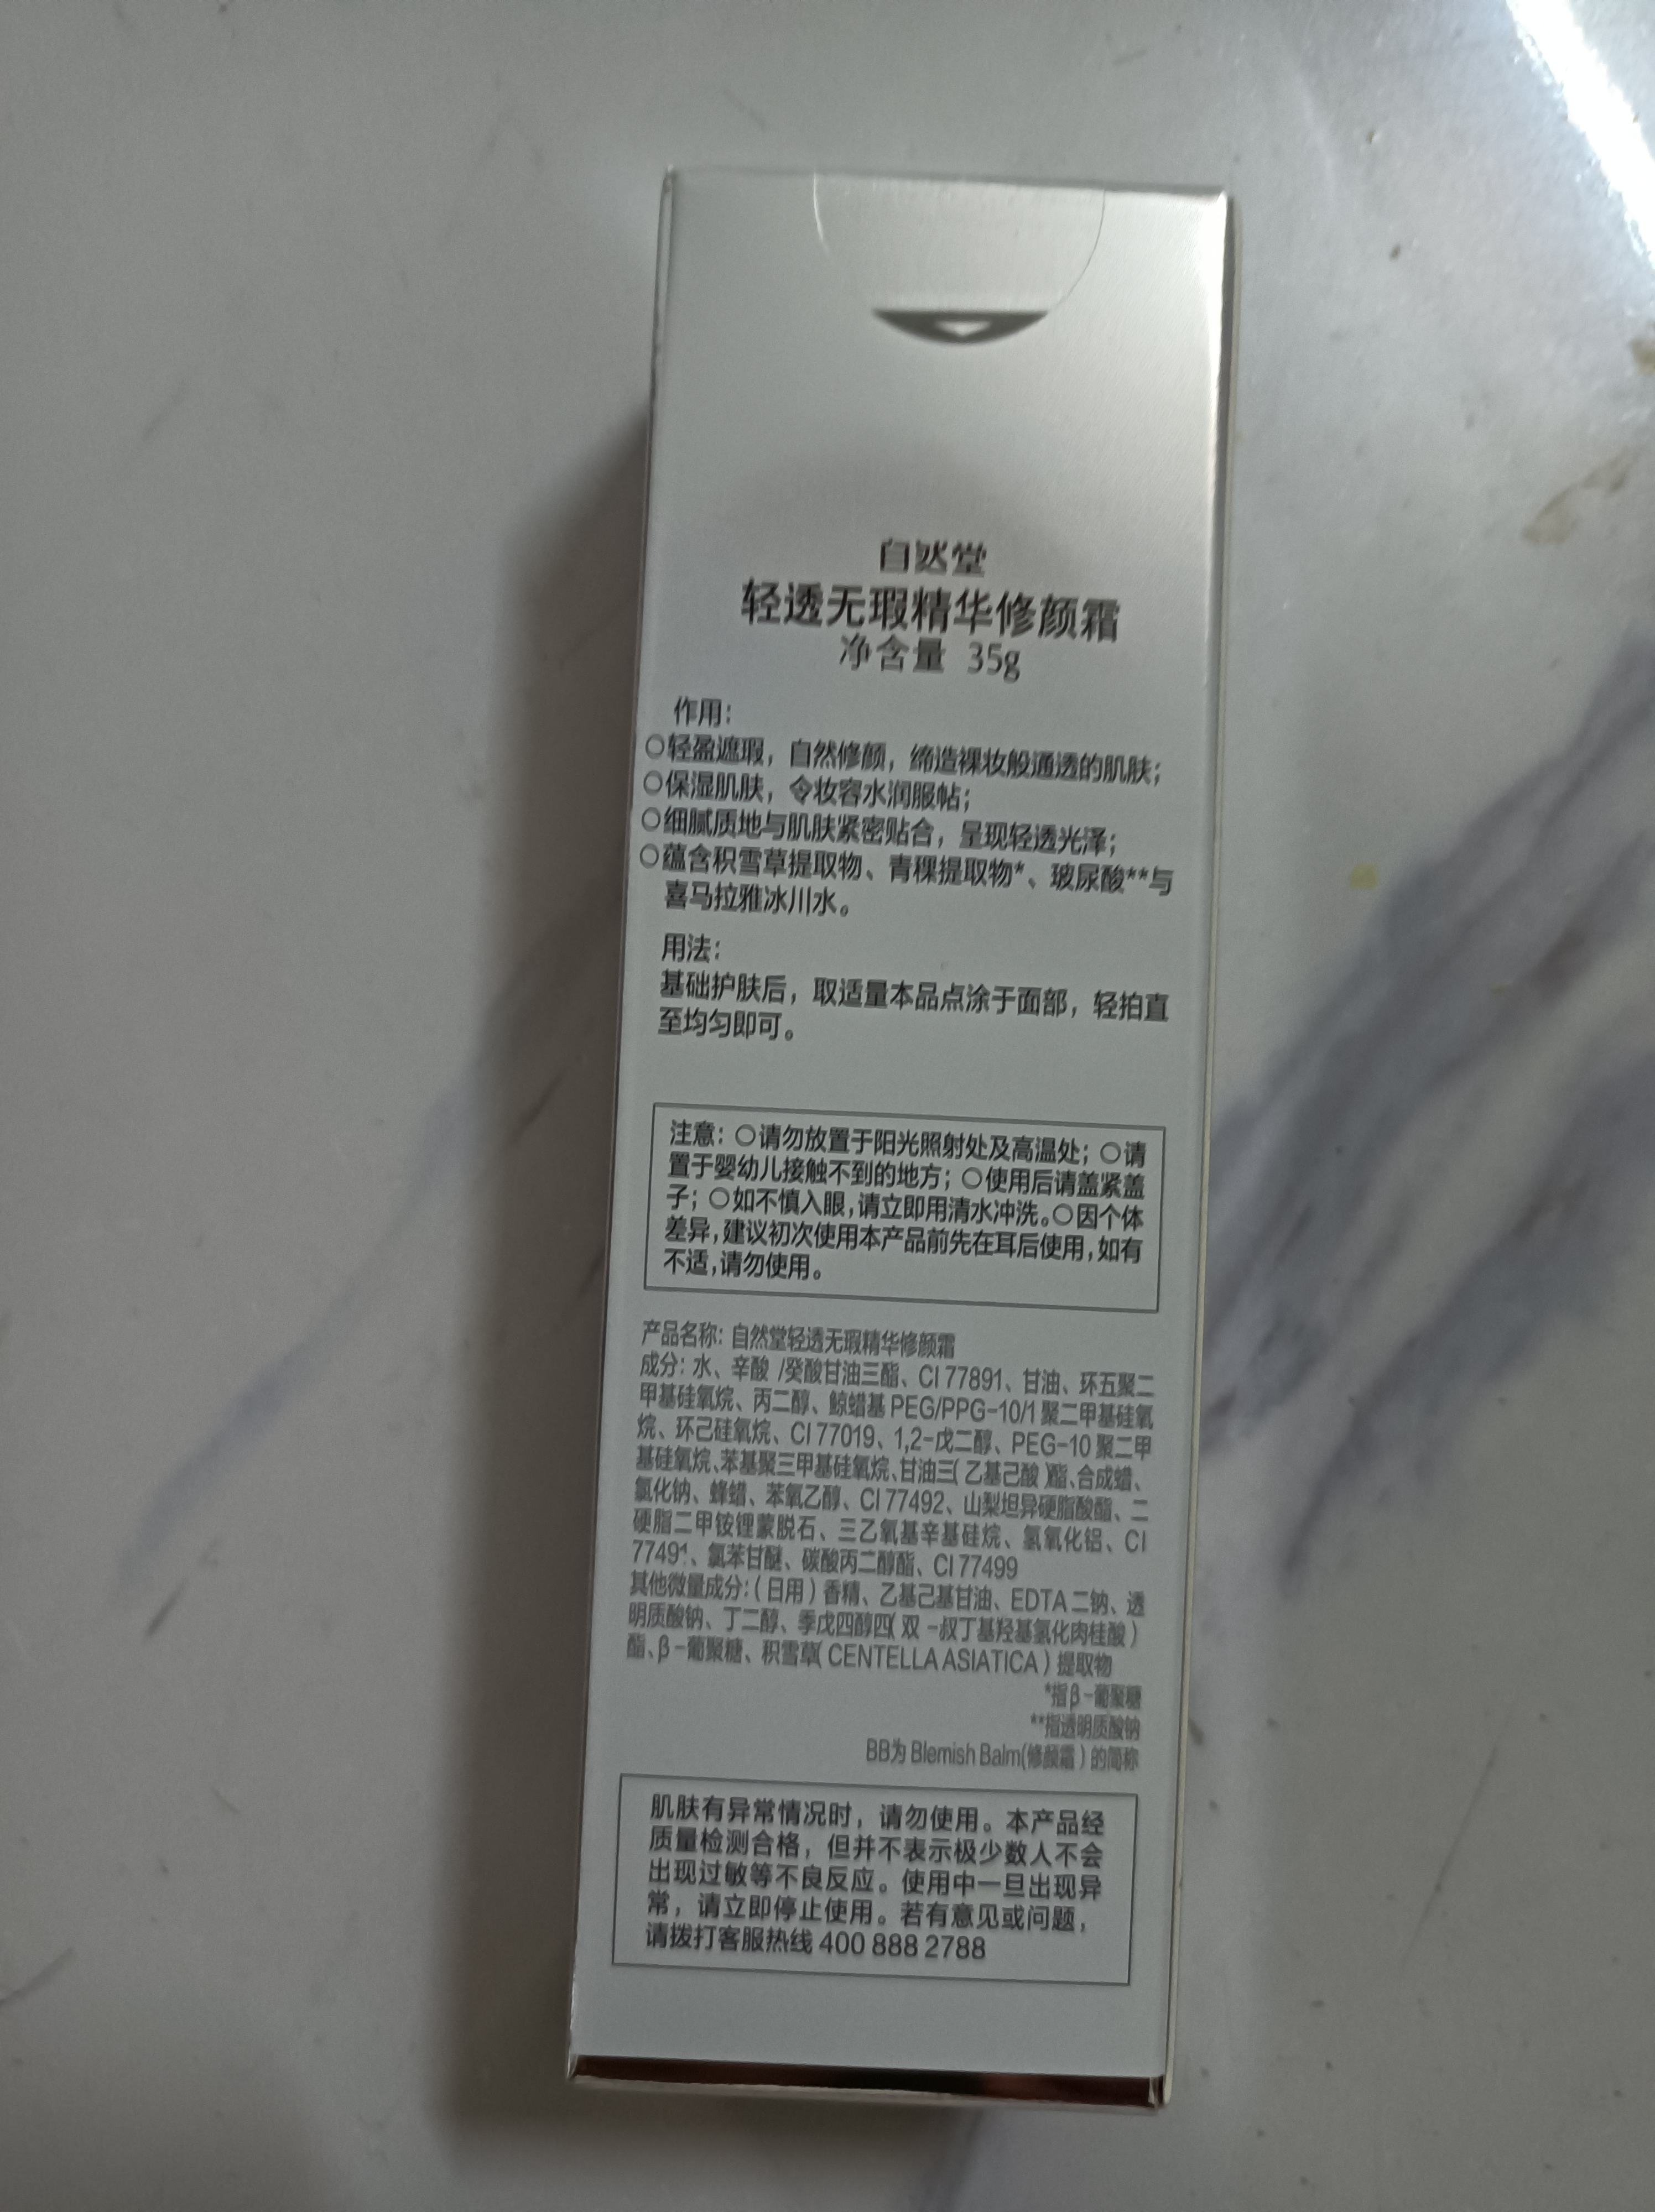 自然堂
轻透无瑕精华修颜霜
净含量 35g
作用：
○轻盈遮瑕，自然修颜，缔造裸妆般通透的肌肤；
○保湿肌肤，令妆容水润服帖；
○细腻质地与肌肤紧密贴合，呈现轻透光泽；
○蕴含积雪草提取物、青稞提取物*、玻尿酸**与
喜马拉雅冰川水。
用法：
基础护肤后，取适量本品点涂于面部，轻拍直
至均匀即可。
注意：○请勿放置于阳光照射处及高温处；○请
置于婴幼儿接触不到的地方；○使用后请盖紧盖
子；○如不慎入眼，请立即用清水冲洗。○因个体
差异，建议初次使用本产品前先在耳后使用，如有
不适，请勿使用。
产品名称：自然堂轻透无瑕精华修颜霜
成分：水、辛酸 /癸酸甘油三酯、CI 77891、甘油、环五聚二
甲基硅氧烷、丙二醇、鲸蜡基 PEG/PPG-10/1 聚二甲基硅氧
烷、环己硅氧烷、CI 77019、1,2-戊二醇、PEG-10 聚二甲
基硅氧烷、苯基聚三甲基硅氧烷、甘油三( 乙基己酸 )酯、合成蜡、
氯化钠、蜂蜡、苯氧乙醇、CI 77492、山梨坦异硬脂酸酯、二
硬脂二甲铵锂蒙脱石、三乙氧基辛基硅烷、氢氧化铝、CI
77491、氯苯甘醚、碳酸丙二醇酯、CI 77499
其他微量成分：( 日用 ) 香精、乙基己基甘油、EDTA 二钠、透
明质酸钠、丁二醇、季戊四醇四( 双 -叔丁基羟基氢化肉桂酸 )
酯、β-葡聚糖、积雪草( CENTELLA ASIATICA ) 提取物
*指β-葡聚糖
**指透明质酸钠
BB为 Blemish Balm(修颜霜 ) 的简称
肌肤有异常情况时，请勿使用。本产品经
质量检测合格，但并不表示极少数人不会
出现过敏等不良反应。使用中一旦出现异
常，请立即停止使用。若有意见或问题，
请拨打客服热线 400 888 2788